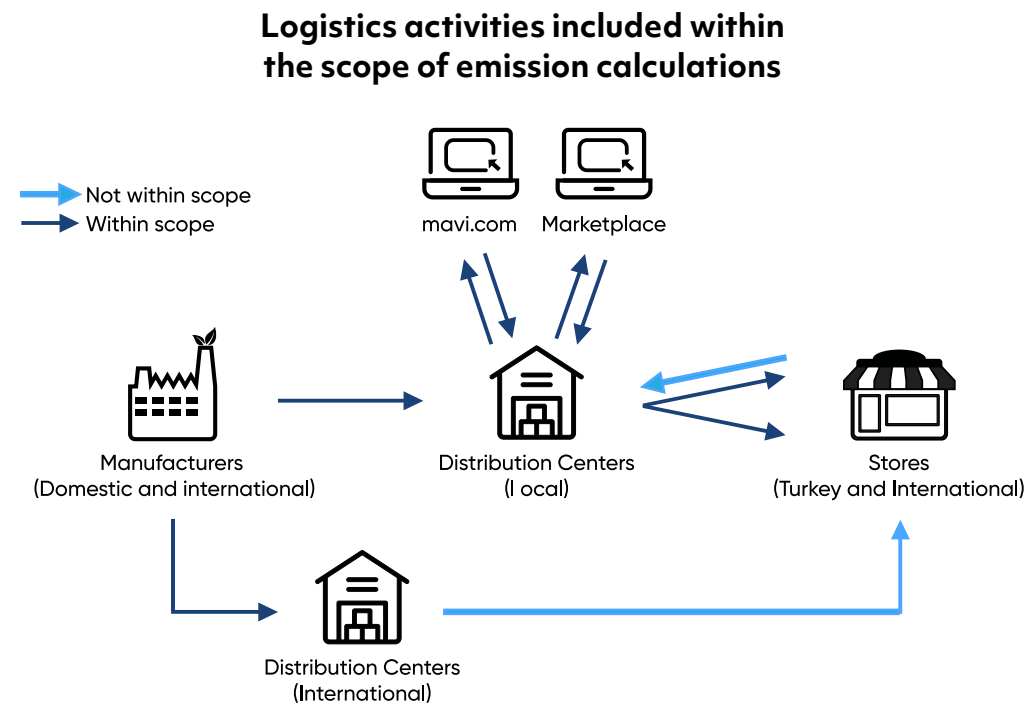 Logistics activities included within
the scope of emission calculations
Not within scope
Within scope
mavi.com
Marketplace
Manufacturers
(Domestic and international)
Distribution Centers
(l ocal)
Stores
(Turkey and International)
Distribution Centers
(International)